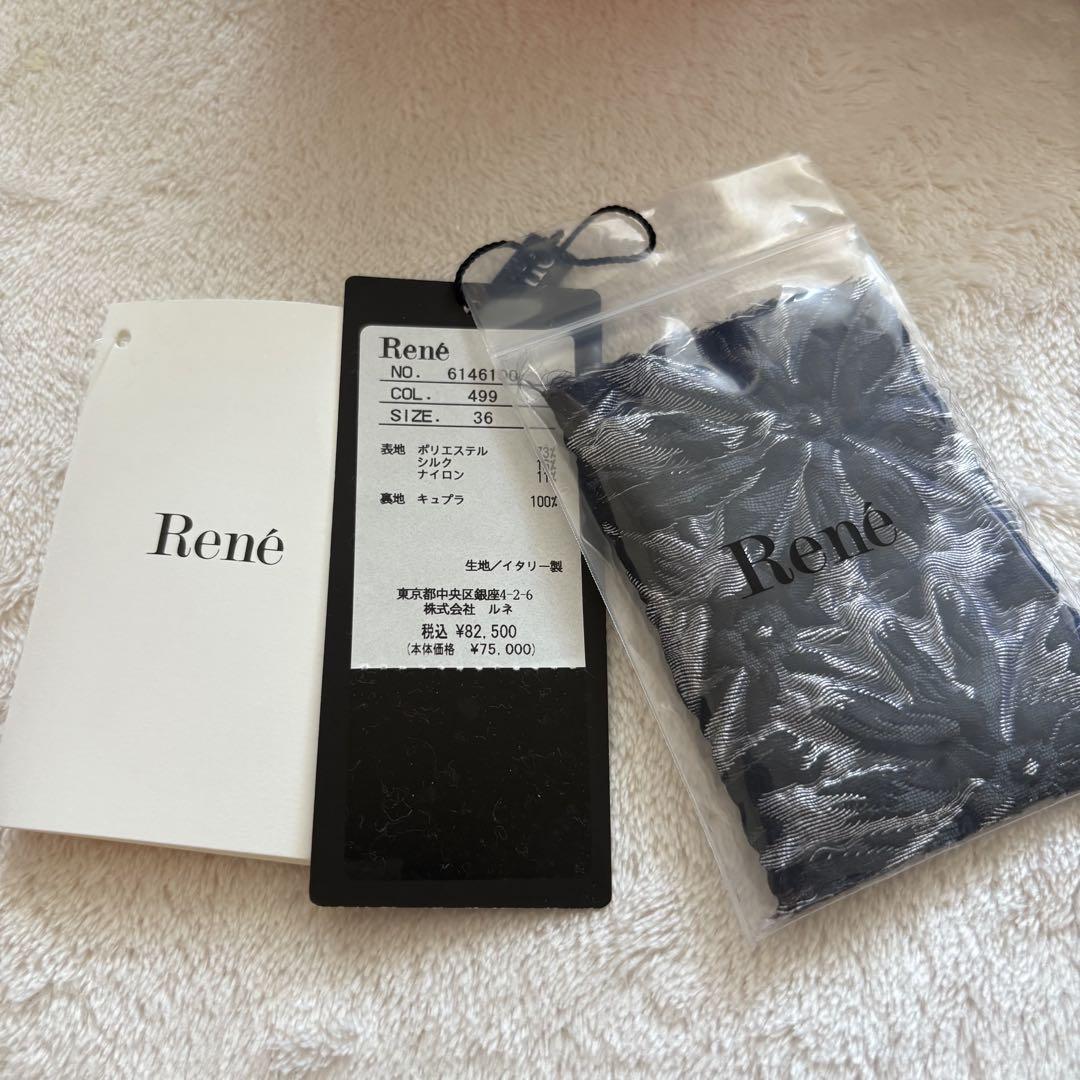 René
René
NO. 6146100
COL. 499
SIZE. 36
表地 ポリエステル 73%
シルク
ナイロン 11%
裏地 キュプラ 100%
生地/イタリー製
東京都中央区銀座4-2-6
株式会社 ルネ
税込 ¥82,500
(本体価格 ¥75,000)
René